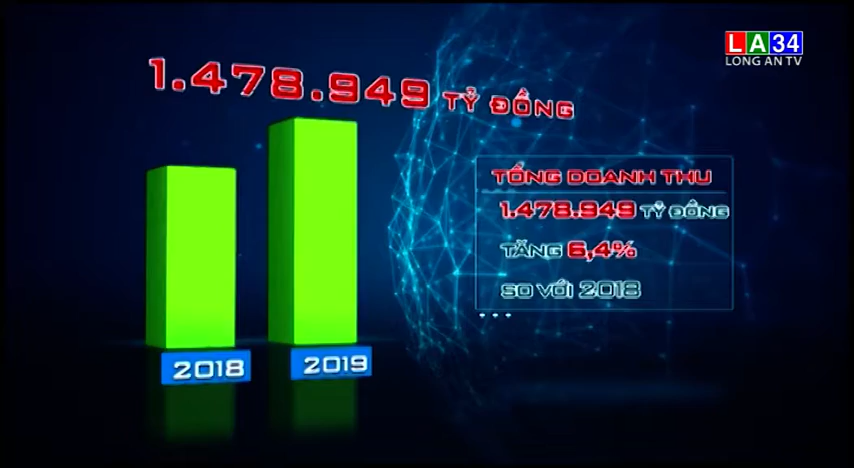 LA34
LONG AN TV
1.478.949 TỶ ĐỒNG
TỔNG DOANH THU
1.478.949 TỶ ĐỒNG
TĂNG 6,4%
SO VỚI 2018
2018
2019